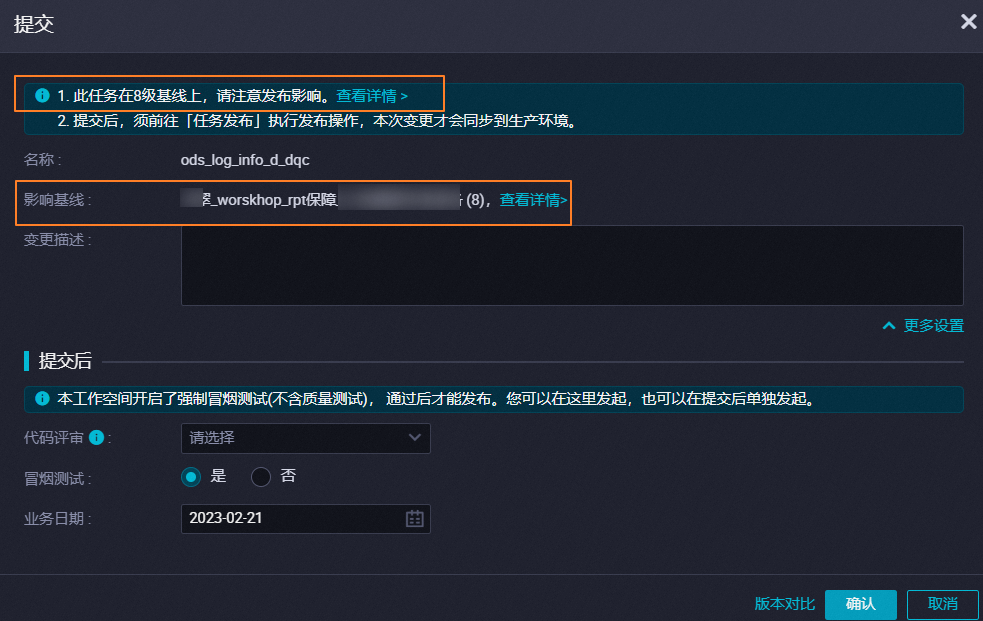 提交
1. 此任务在8级基线上，请注意发布影响。查看详情 >
2. 提交后，须前往「任务发布」执行发布操作，本次变更才会同步到生产环境。
名称 : ods_log_info_d_dqc
影响基线 : _worskhop_rpt保障_ (8)，查看详情>
变更描述 :
更多设置
提交后
本工作空间开启了强制冒烟测试(不含质量测试)， 通过后才能发布。您可以在这里发起，也可以在提交后单独发起。
代码评审 : 请选择
冒烟测试 : 是 否
业务日期 : 2023-02-21
版本对比 确认 取消